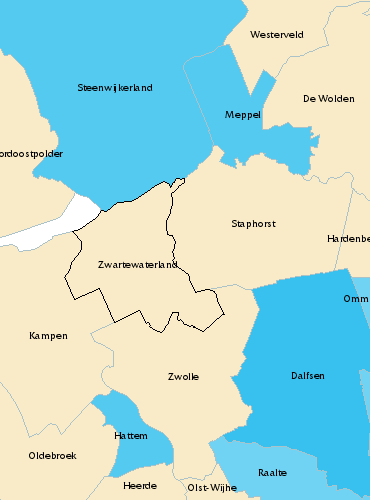 Westerveld
Steenwijkerland
De Wolden
Meppel
ordoostpolder
Staphorst
Hardenbe
Zwartewaterland
Omm
Kampen
Zwolle
Dalfsen
Hattem
Oldebroek
Raalte
Heerde
Olst-Wijhe